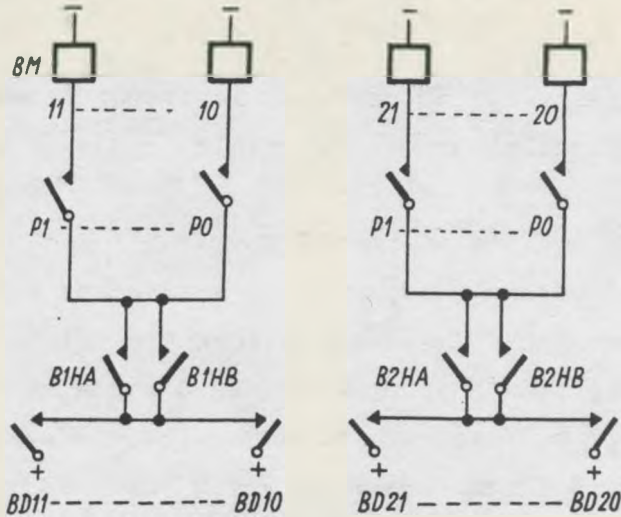 − − − −
BM
11 ------ 10 21 ------ 20
P1 ------ P0 P1 ------ P0
B1HA B1HB B2HA B2HB
+ + + +
BD11 ------ BD10 BD21 ------ BD20